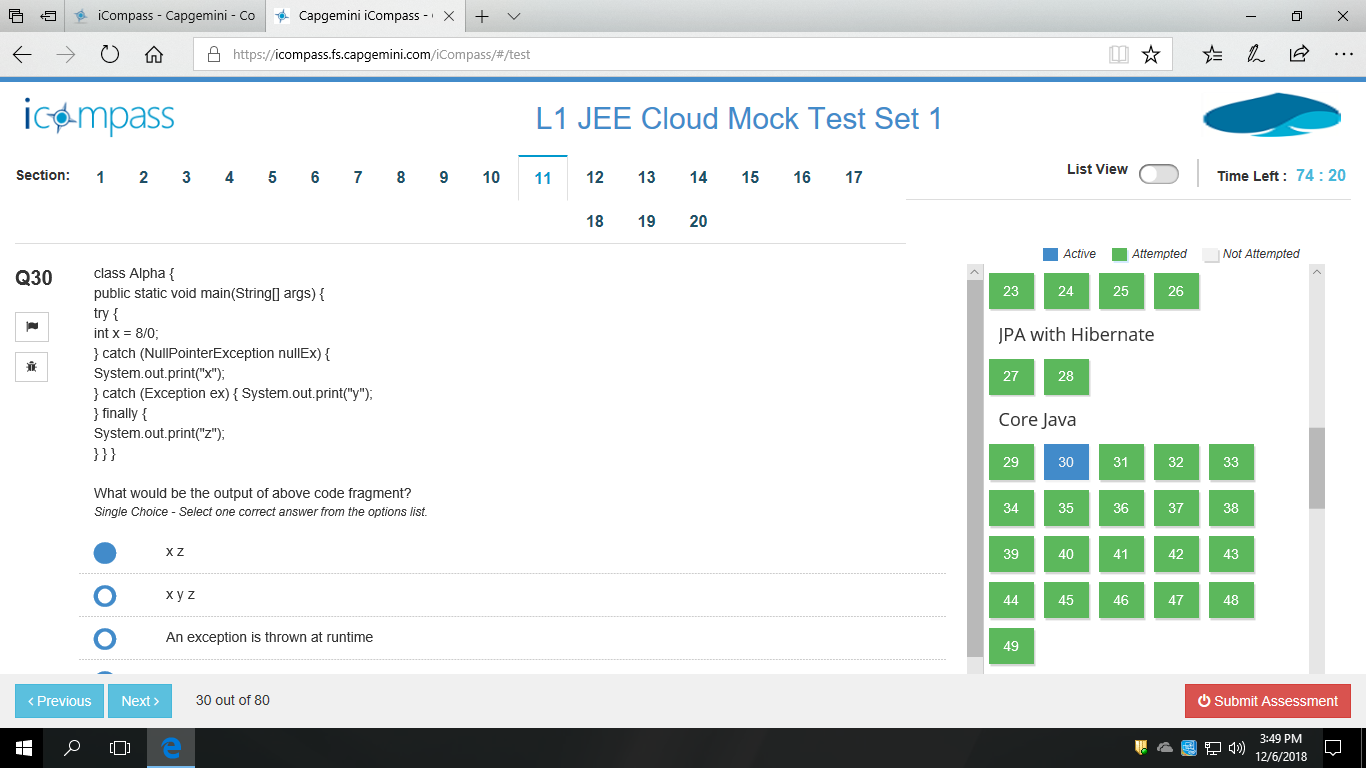 iCompass - Capgemini - Co
Capgemini iCompass - 
https://icompass.fs.capgemini.com/iCompass/#/test
icompass
L1 JEE Cloud Mock Test Set 1
Section: 1 2 3 4 5 6 7 8 9 10 11 12 13 14 15 16 17
18 19 20
List View
Time Left : 74 : 20
Active Attempted Not Attempted
Q30
class Alpha {
public static void main(String[] args) {
try {
int x = 8/0;
} catch (NullPointerException nullEx) {
System.out.print("x");
} catch (Exception ex) { System.out.print("y");
} finally {
System.out.print("z");
} } }
What would be the output of above code fragment?
Single Choice - Select one correct answer from the options list.
x z
x y z
An exception is thrown at runtime
23 24 25 26
JPA with Hibernate
27 28
Core Java
29 30 31 32 33
34 35 36 37 38
39 40 41 42 43
44 45 46 47 48
49
< Previous
Next >
30 out of 80
Submit Assessment
3:49 PM
12/6/2018